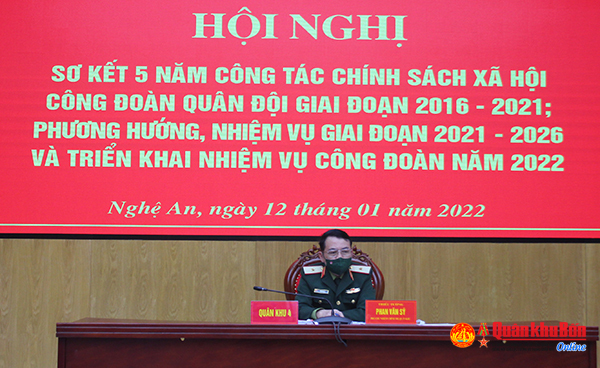 HỘI NGHỊ
SƠ KẾT 5 NĂM CÔNG TÁC CHÍNH SÁCH XÃ HỘI
CÔNG ĐOÀN QUÂN ĐỘI GIAI ĐOẠN 2016 - 2021;
PHƯƠNG HƯỚNG, NHIỆM VỤ GIAI ĐOẠN 2021 - 2026
VÀ TRIỂN KHAI NHIỆM VỤ CÔNG ĐOÀN NĂM 2022
Nghệ An, ngày 12 tháng 01 năm 2022
QUÂN KHU 4
THIẾU TƯỚNG
PHAN VĂN SỸ
Quân khu Bốn
Online